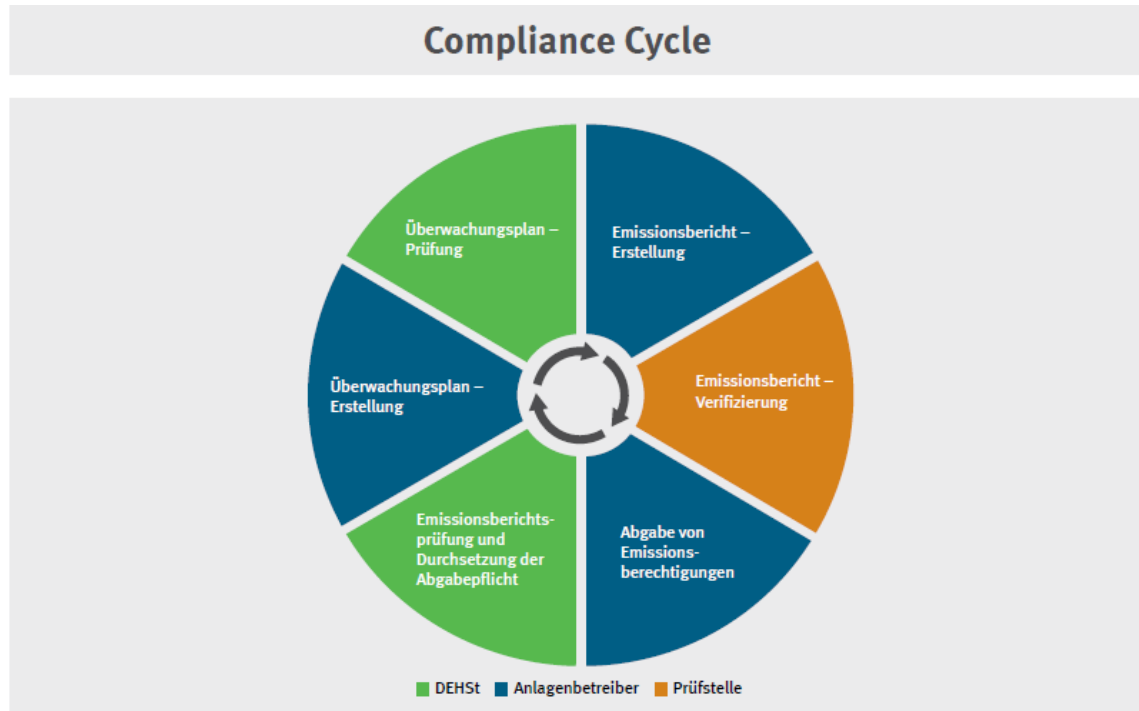 Compliance Cycle
Überwachungsplan –
Prüfung
Emissionsbericht –
Erstellung
Überwachungsplan –
Erstellung
Emissionsbericht –
Verifizierung
Emissionsberichts-
prüfung und
Durchsetzung der
Abgabepflicht
Abgabe von
Emissions-
berechtigungen
DEHSt Anlagenbetreiber Prüfstelle